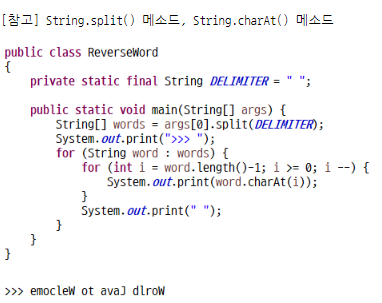 [참고] String.split() 메소드, String.charAt() 메소드
public class ReverseWord
{
    private static final String DELIMITER = " ";
    public static void main(String[] args) {
        String[] words = args[0].split(DELIMITER);
        System.out.print(">>> ");
        for (String word : words) {
            for (int i = word.length()-1; i >= 0; i --) {
                System.out.print(word.charAt(i));
            }
            System.out.print(" ");
        }
    }
}
>>> emocleW ot avaJ dlroW